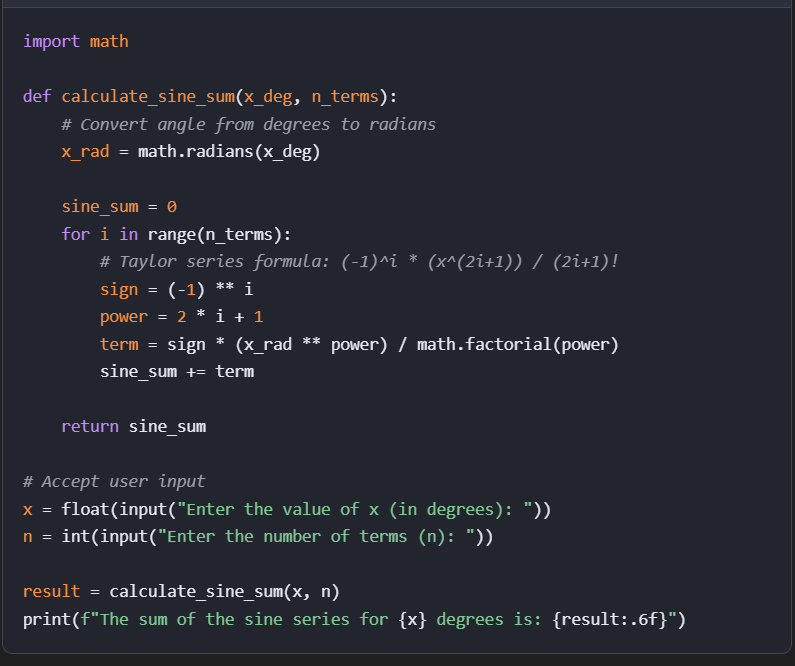 import math
def calculate_sine_sum(x_deg, n_terms):
    # Convert angle from degrees to radians
    x_rad = math.radians(x_deg)
    sine_sum = 0
    for i in range(n_terms):
        # Taylor series formula: (-1)^i * (x^(2i+1)) / (2i+1)!
        sign = (-1) ** i
        power = 2 * i + 1
        term = sign * (x_rad ** power) / math.factorial(power)
        sine_sum += term
    return sine_sum
# Accept user input
x = float(input("Enter the value of x (in degrees): "))
n = int(input("Enter the number of terms (n): "))
result = calculate_sine_sum(x, n)
print(f"The sum of the sine series for {x} degrees is: {result:.6f}")